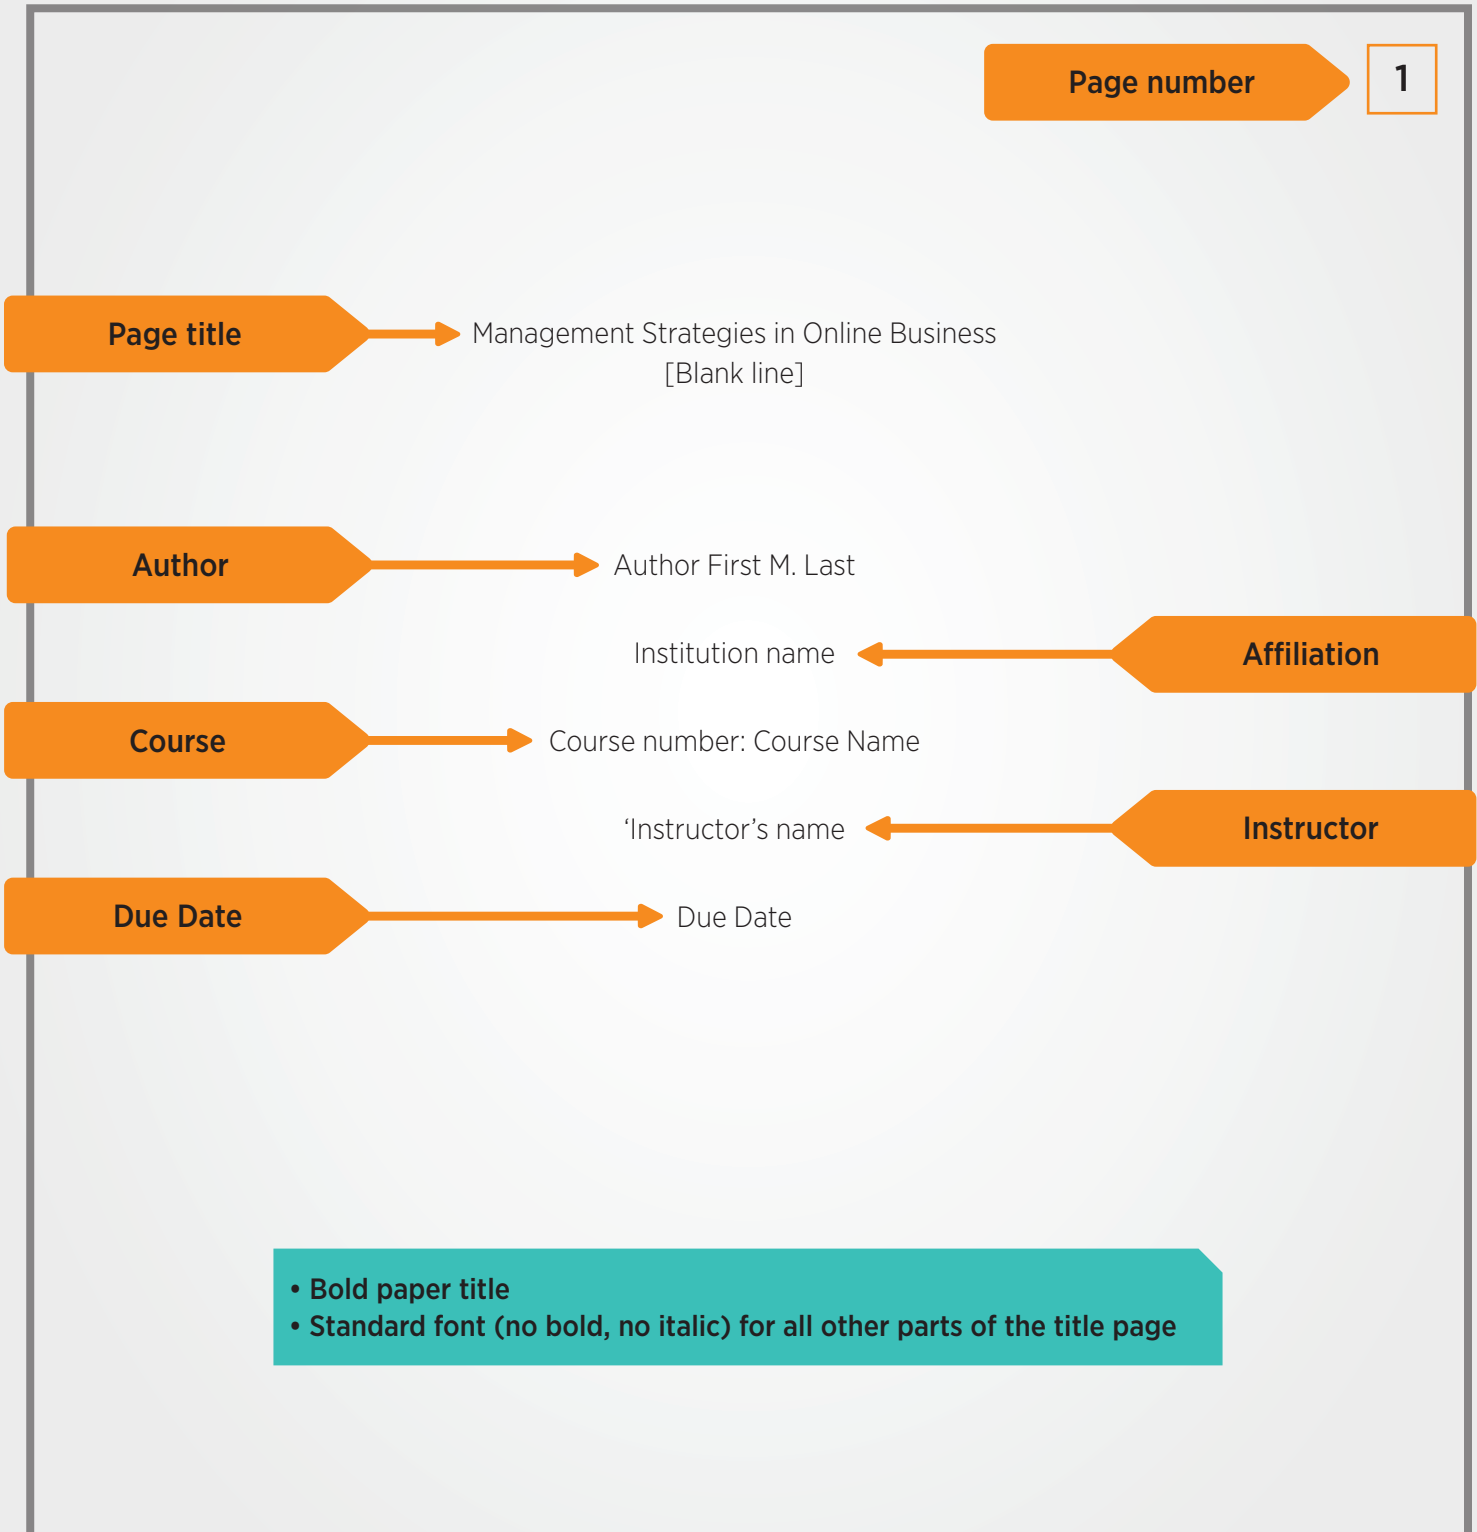 Page number
1
Page title
Management Strategies in Online Business
[Blank line]
Author
Author First M. Last
Institution name
Affiliation
Course
Course number: Course Name
‘Instructor’s name
Instructor
Due Date
Due Date
• Bold paper title
• Standard font (no bold, no italic) for all other parts of the title page